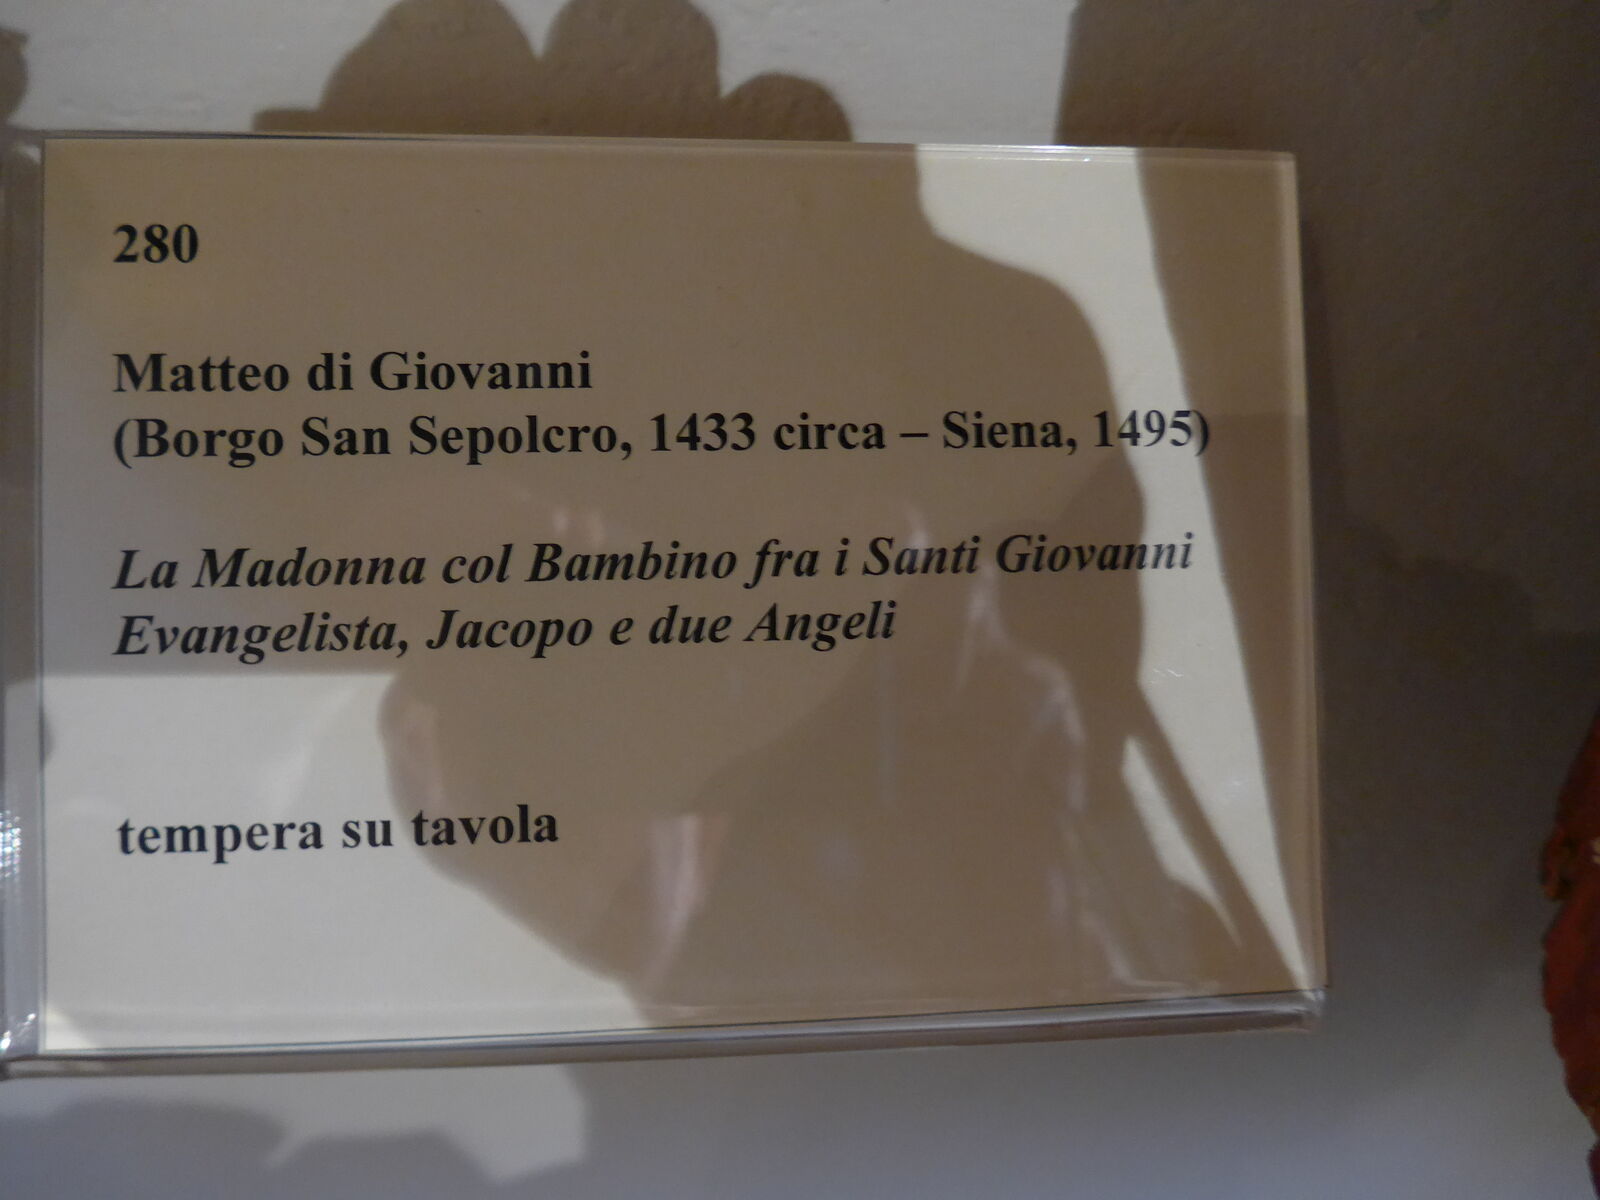 280
Matteo di Giovanni
(Borgo San Sepolcro, 1433 circa – Siena, 1495)
La Madonna col Bambino fra i Santi Giovanni
Evangelista, Jacopo e due Angeli
tempera su tavola